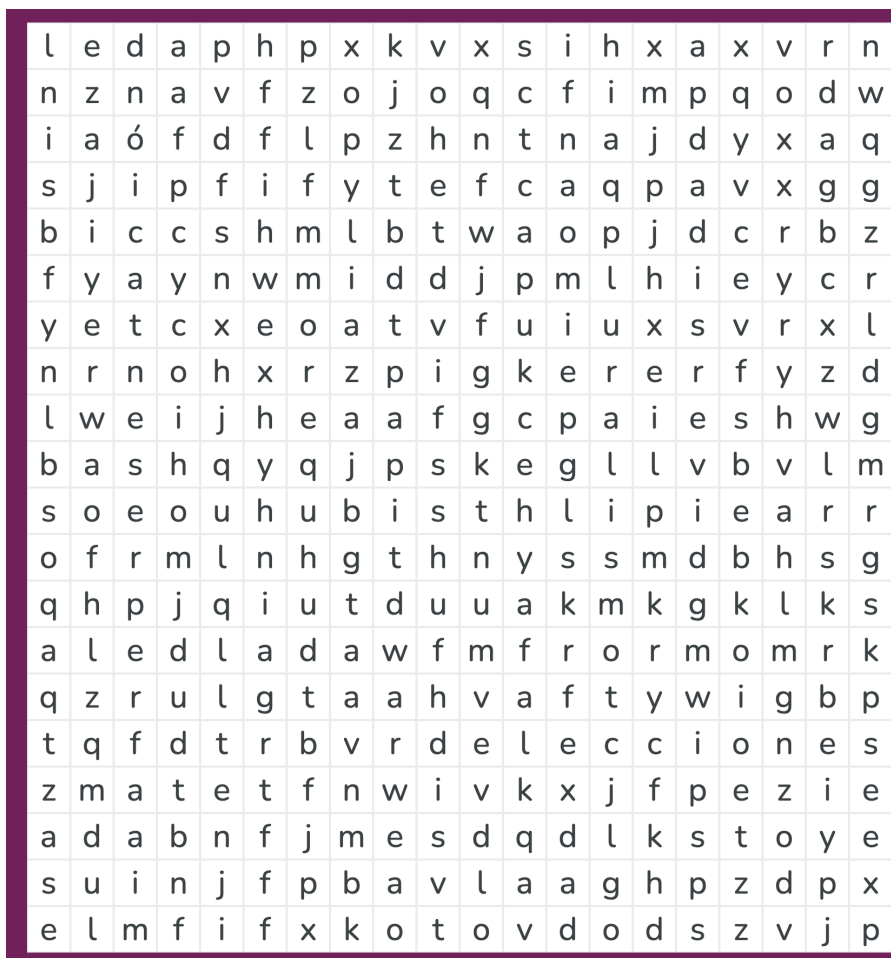 l e d a p h p x k v x s i h x a x v r n
n z n a v f z o j o q c f i m p q o d w
i a ó f d f l p z h n t n a j d y x a q
s j i p f i f y t e f c a q p a v x g g
b i c c s h m l b t w a o p j d c r b z
f y a y n w m i d d j p m l h i e y c r
y e t c x e o a t v f u i u x s v r x l
n r n o h x r z p i g k e r e r f y z d
l w e i j h e a a f g c p a i e s h w g
b a s h q y q j p s k e g l l v b v l m
s o e o u h u b i s t h l i p i e a r r
o f r m l n h g t h n y s s m d b h s g
q h p j q i u t d u u a k m k g k l k s
a l e d l a d a w f m f r o r m o m r k
q z r u l g t a a h v a f t y w i g b p
t q f d t r b v r d e l e c c i o n e s
z m a t e t f n w i v k x j f p e z i e
a d a b n f j m e s d q d l k s t o y e
s u i n j f p b a v l a a g h p z d p x
e l m f i f x k o t o v d o d s z v j p